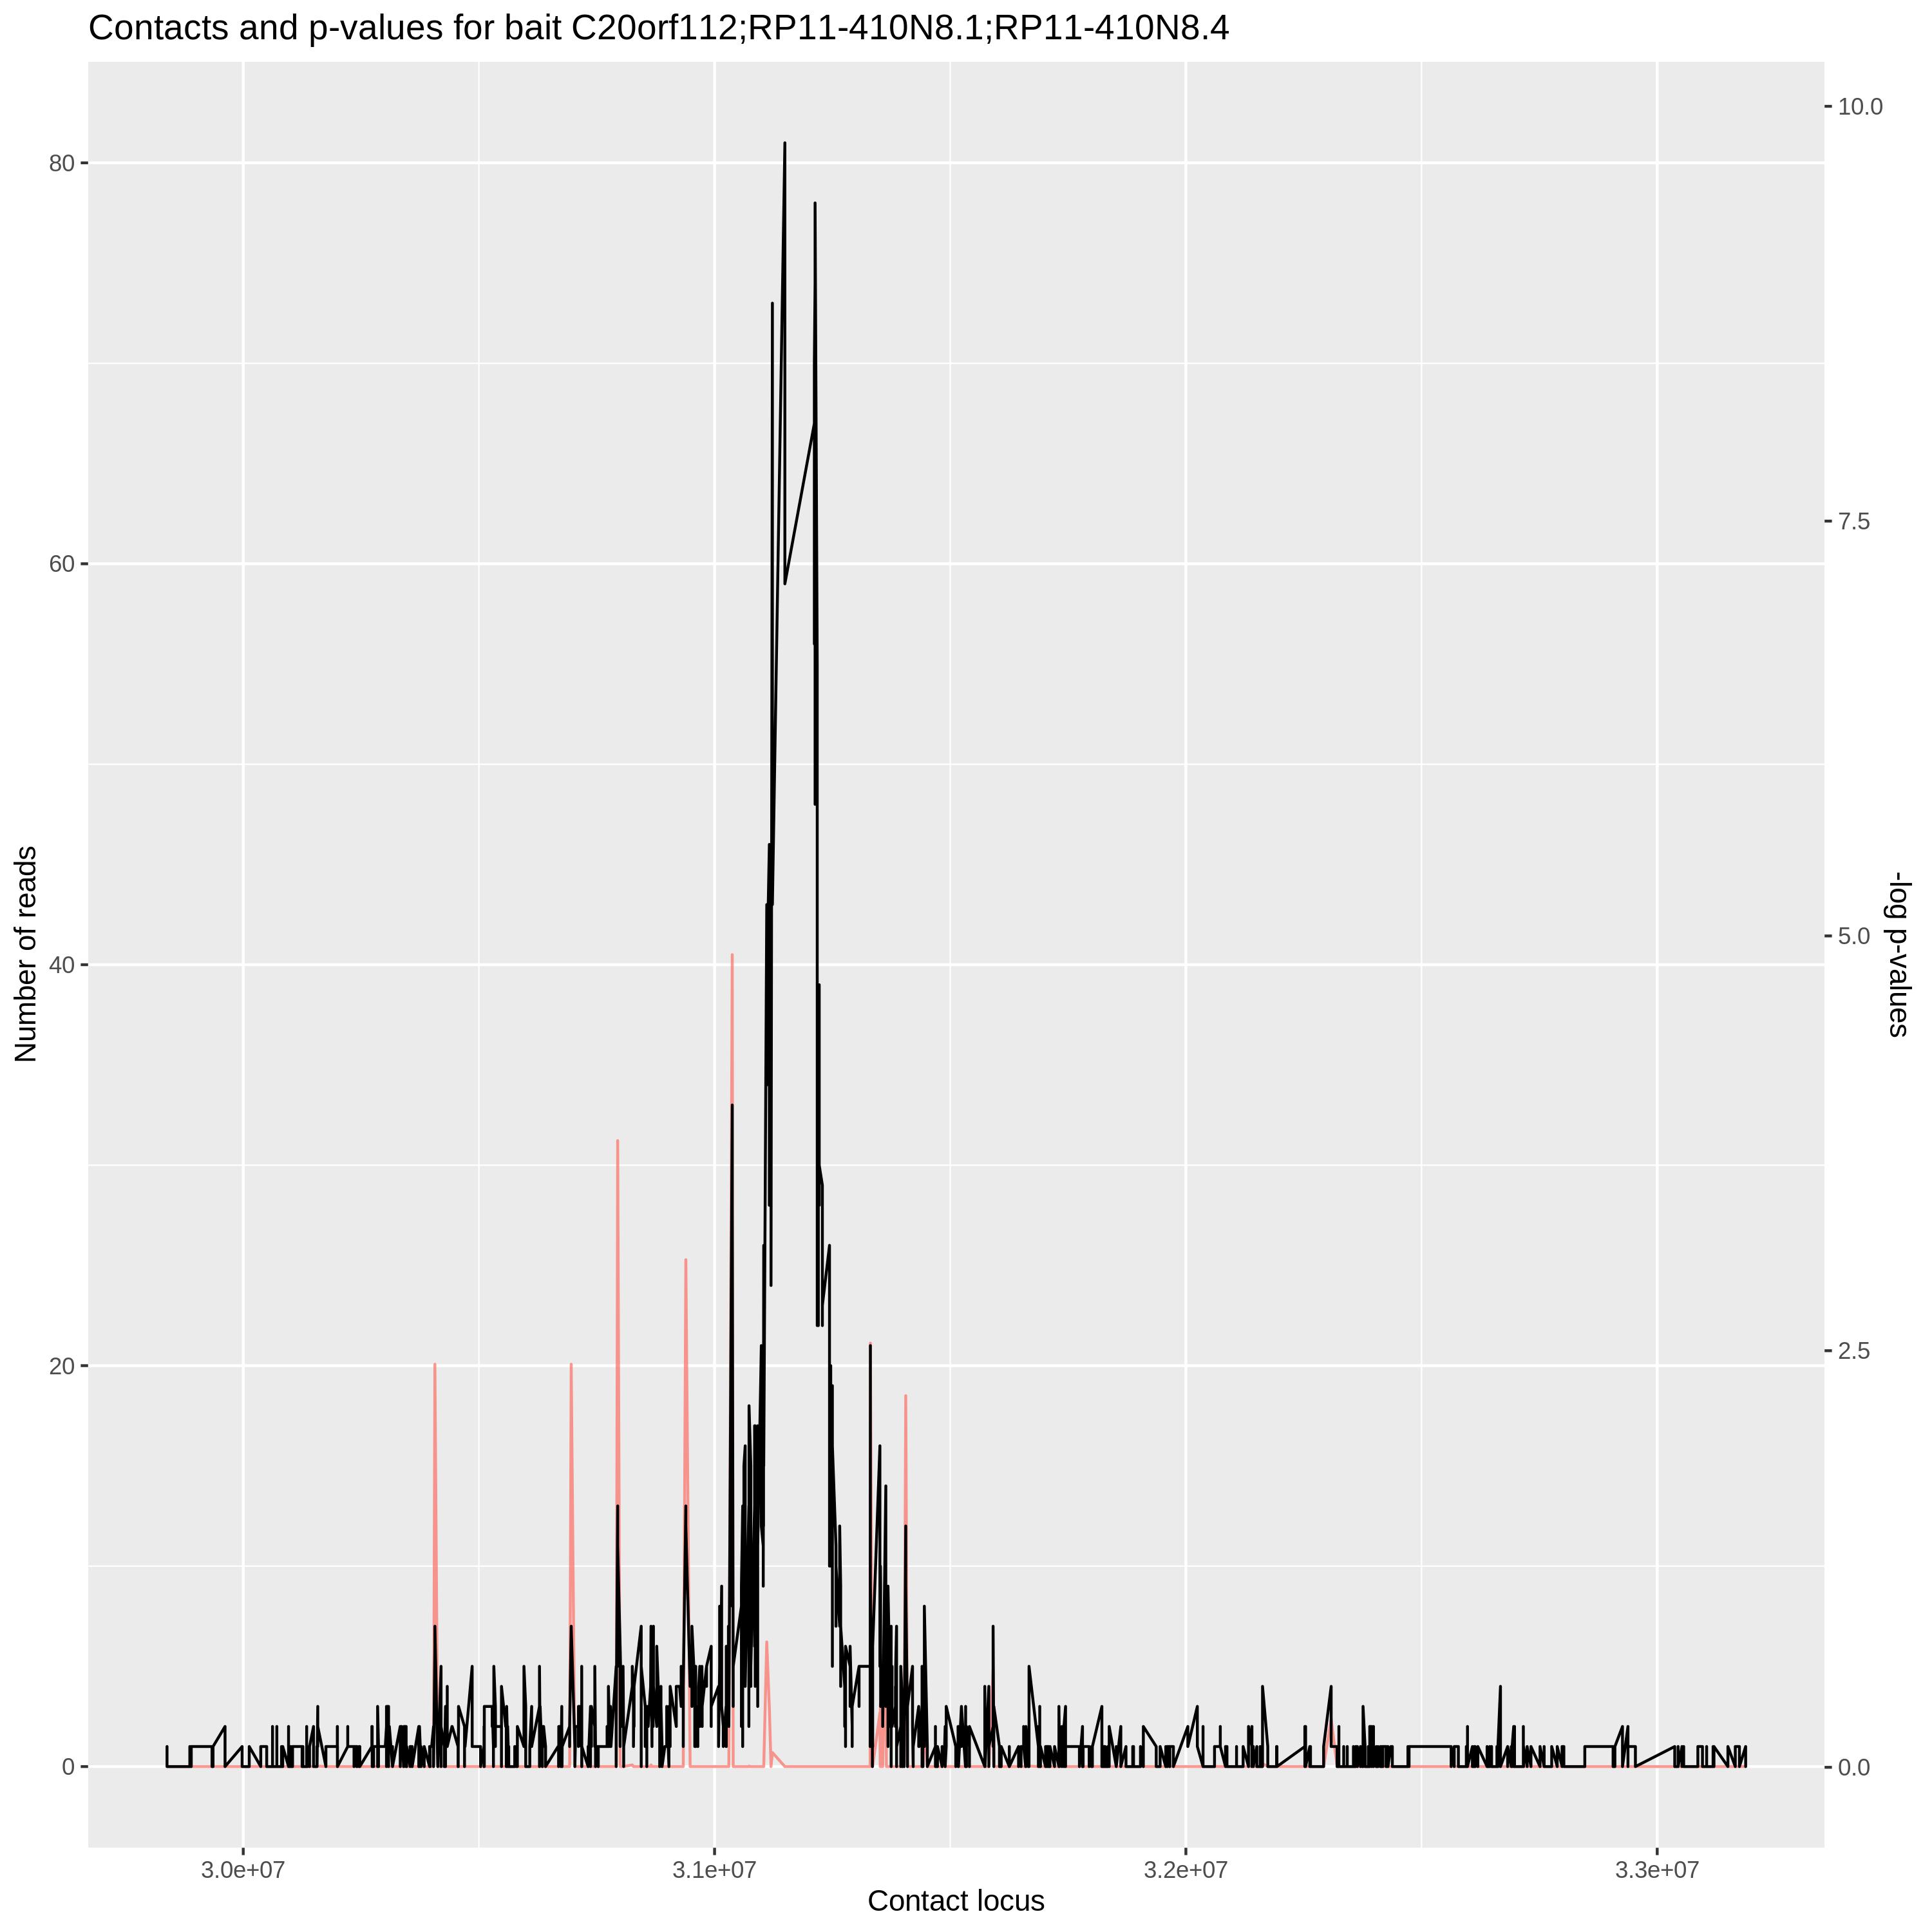 Contacts and p-values for bait C20orf112;RP11-410N8.1;RP11-410N8.4
80
60
40
20
0
Number of reads
10.0
7.5
5.0
2.5
0.0
-log p-values
3.0e+07
3.1e+07
3.2e+07
3.3e+07
Contact locus